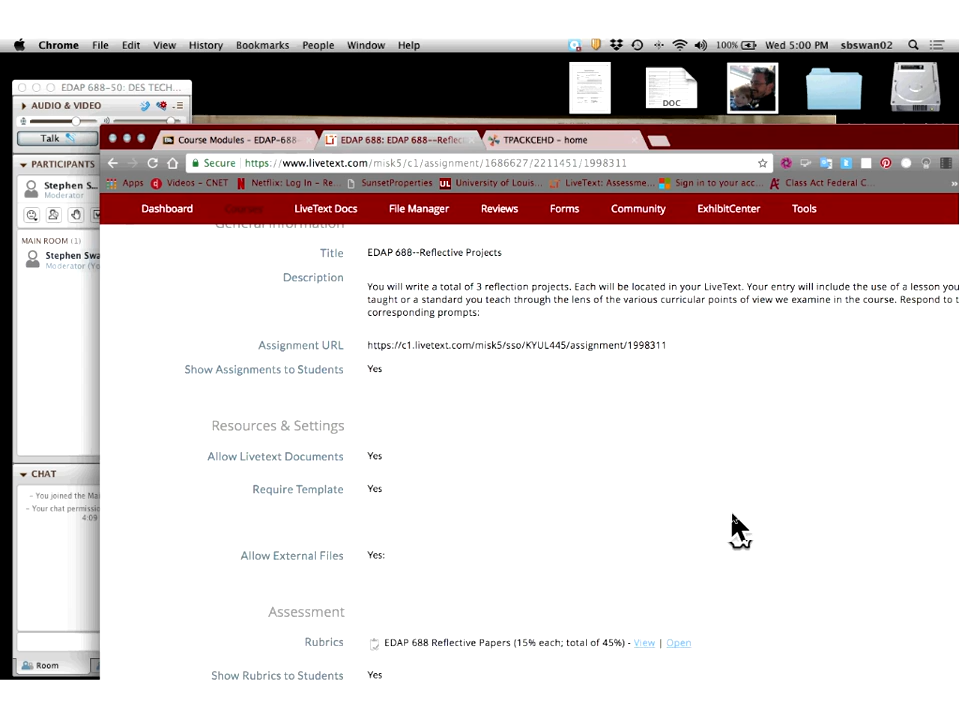 Chrome File Edit View History Bookmarks People Window Help 100% Wed 5:00 PM sbswan02
EDAP 688-50: DES TECH...
DOC
AUDIO & VIDEO
Talk
Course Modules - EDAP-688-
EDAP 688: EDAP 688--Reflec
TPACKCEHD - home
PARTICIPANTS
Secure https://www.livetext.com/misk5/c1/assignment/1686627/2211451/1998311
Apps Videos - CNET Netflix: Log In - Re... SunsetProperties UL University of Louis... LiveText: Assessme... Sign in to your acc... Class Act Federal C... »
Stephen S...
Moderator
Dashboard Courses LiveText Docs File Manager Reviews Forms Community ExhibitCenter Tools
General Information
MAIN ROOM (1)
Stephen Swa
Moderator (Yo
Title EDAP 688--Reflective Projects
Description
You will write a total of 3 reflection projects. Each will be located in your LiveText. Your entry will include the use of a lesson you
taught or a standard you teach through the lens of the various curricular points of view we examine in the course. Respond to t
corresponding prompts:
Assignment URL https://c1.livetext.com/misk5/sso/KYUL445/assignment/1998311
Show Assignments to Students Yes
Resources & Settings
Allow Livetext Documents Yes
CHAT
Require Template Yes
- You joined the Ma
- Your chat permiss
4:09
Allow External Files Yes:
Assessment
Rubrics EDAP 688 Reflective Papers (15% each; total of 45%) - View | Open
Room
Show Rubrics to Students Yes